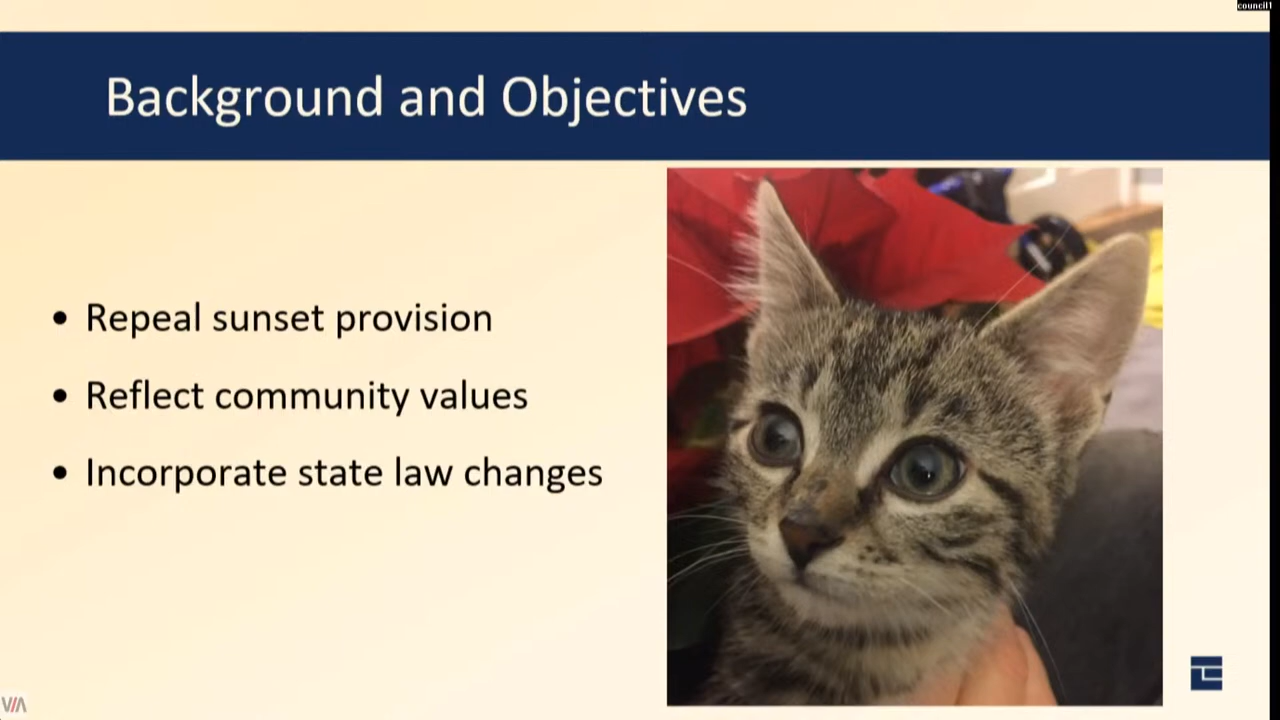 council1
Background and Objectives
• Repeal sunset provision
• Reflect community values
• Incorporate state law changes
VIA